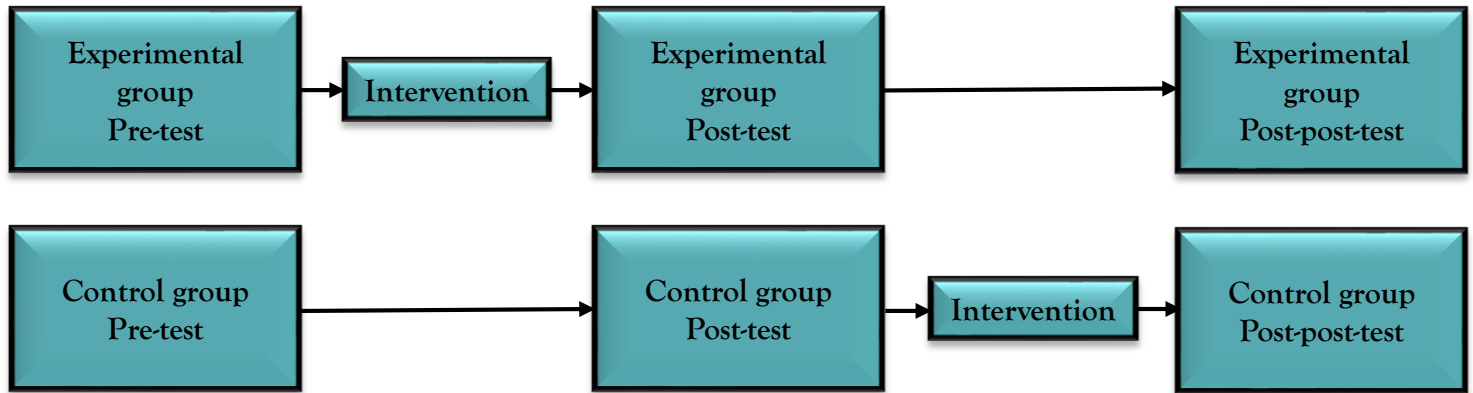 Experimental
group
Pre-test
Intervention
Experimental
group
Post-test
Experimental
group
Post-post-test
Control group
Pre-test
Control group
Post-test
Intervention
Control group
Post-post-test